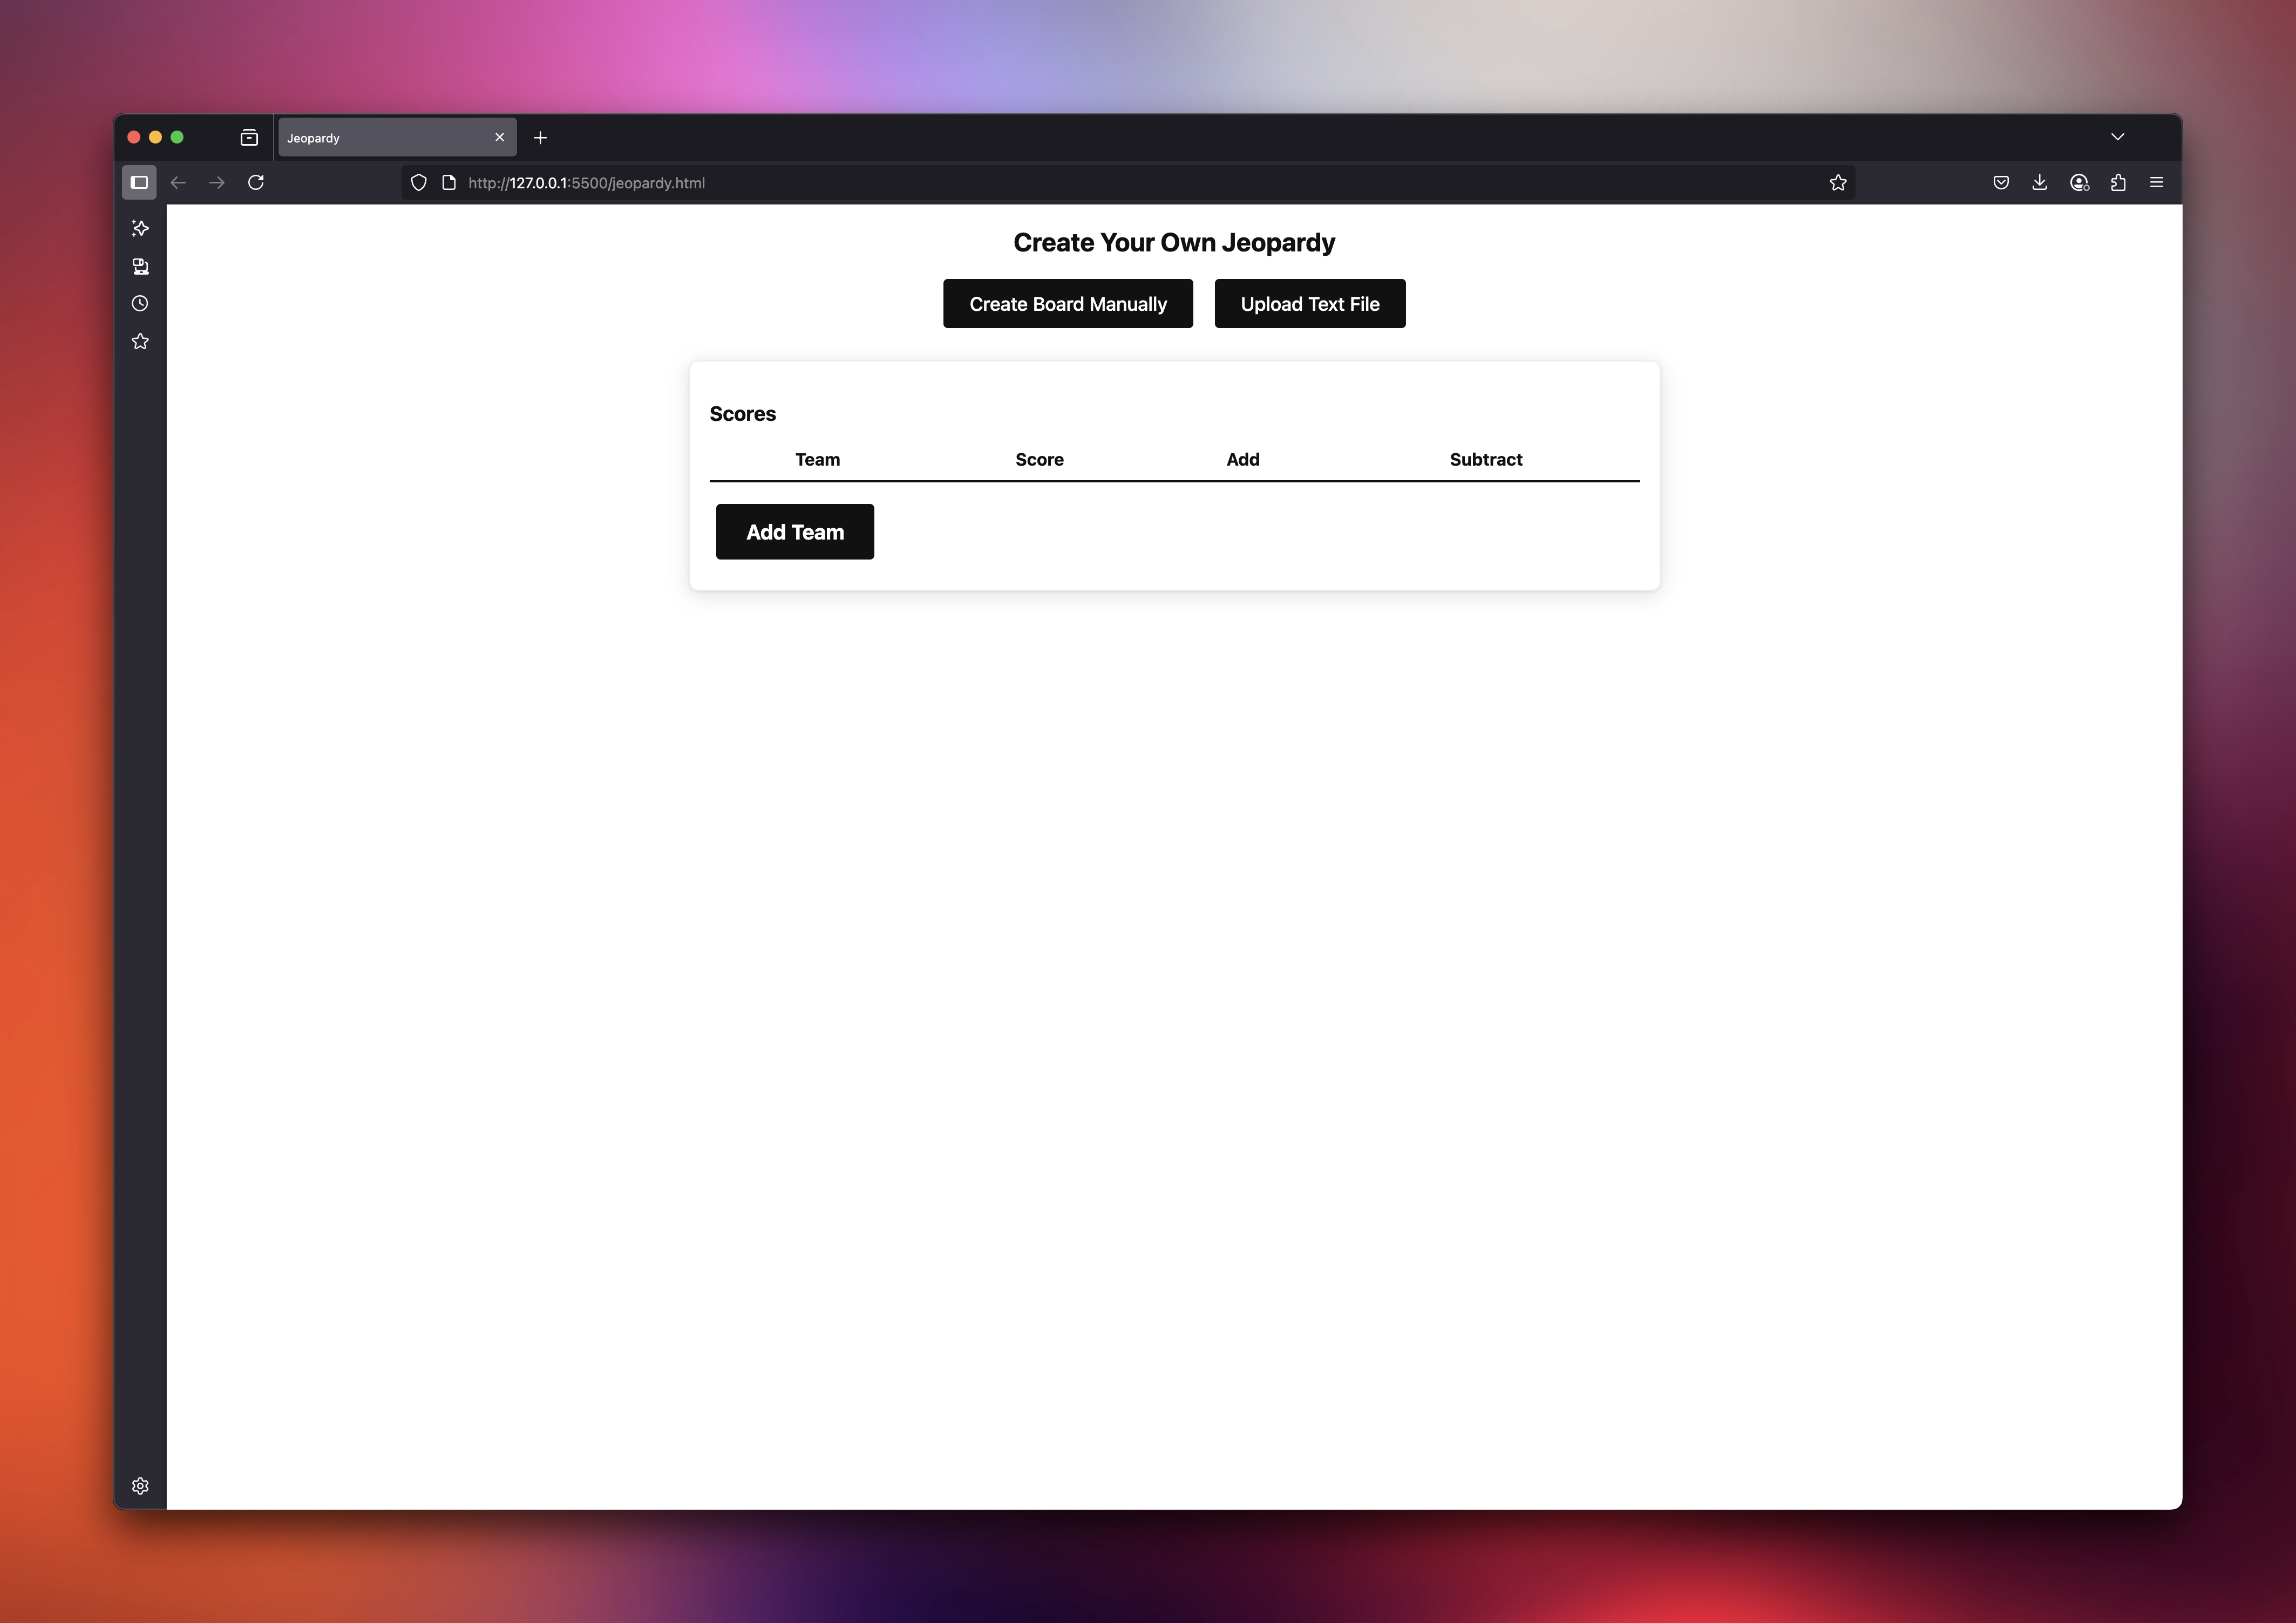 Jeopardy
http://127.0.0.1:5500/jeopardy.html
Create Your Own Jeopardy
Create Board Manually
Upload Text File
Scores
Team Score Add Subtract
Add Team